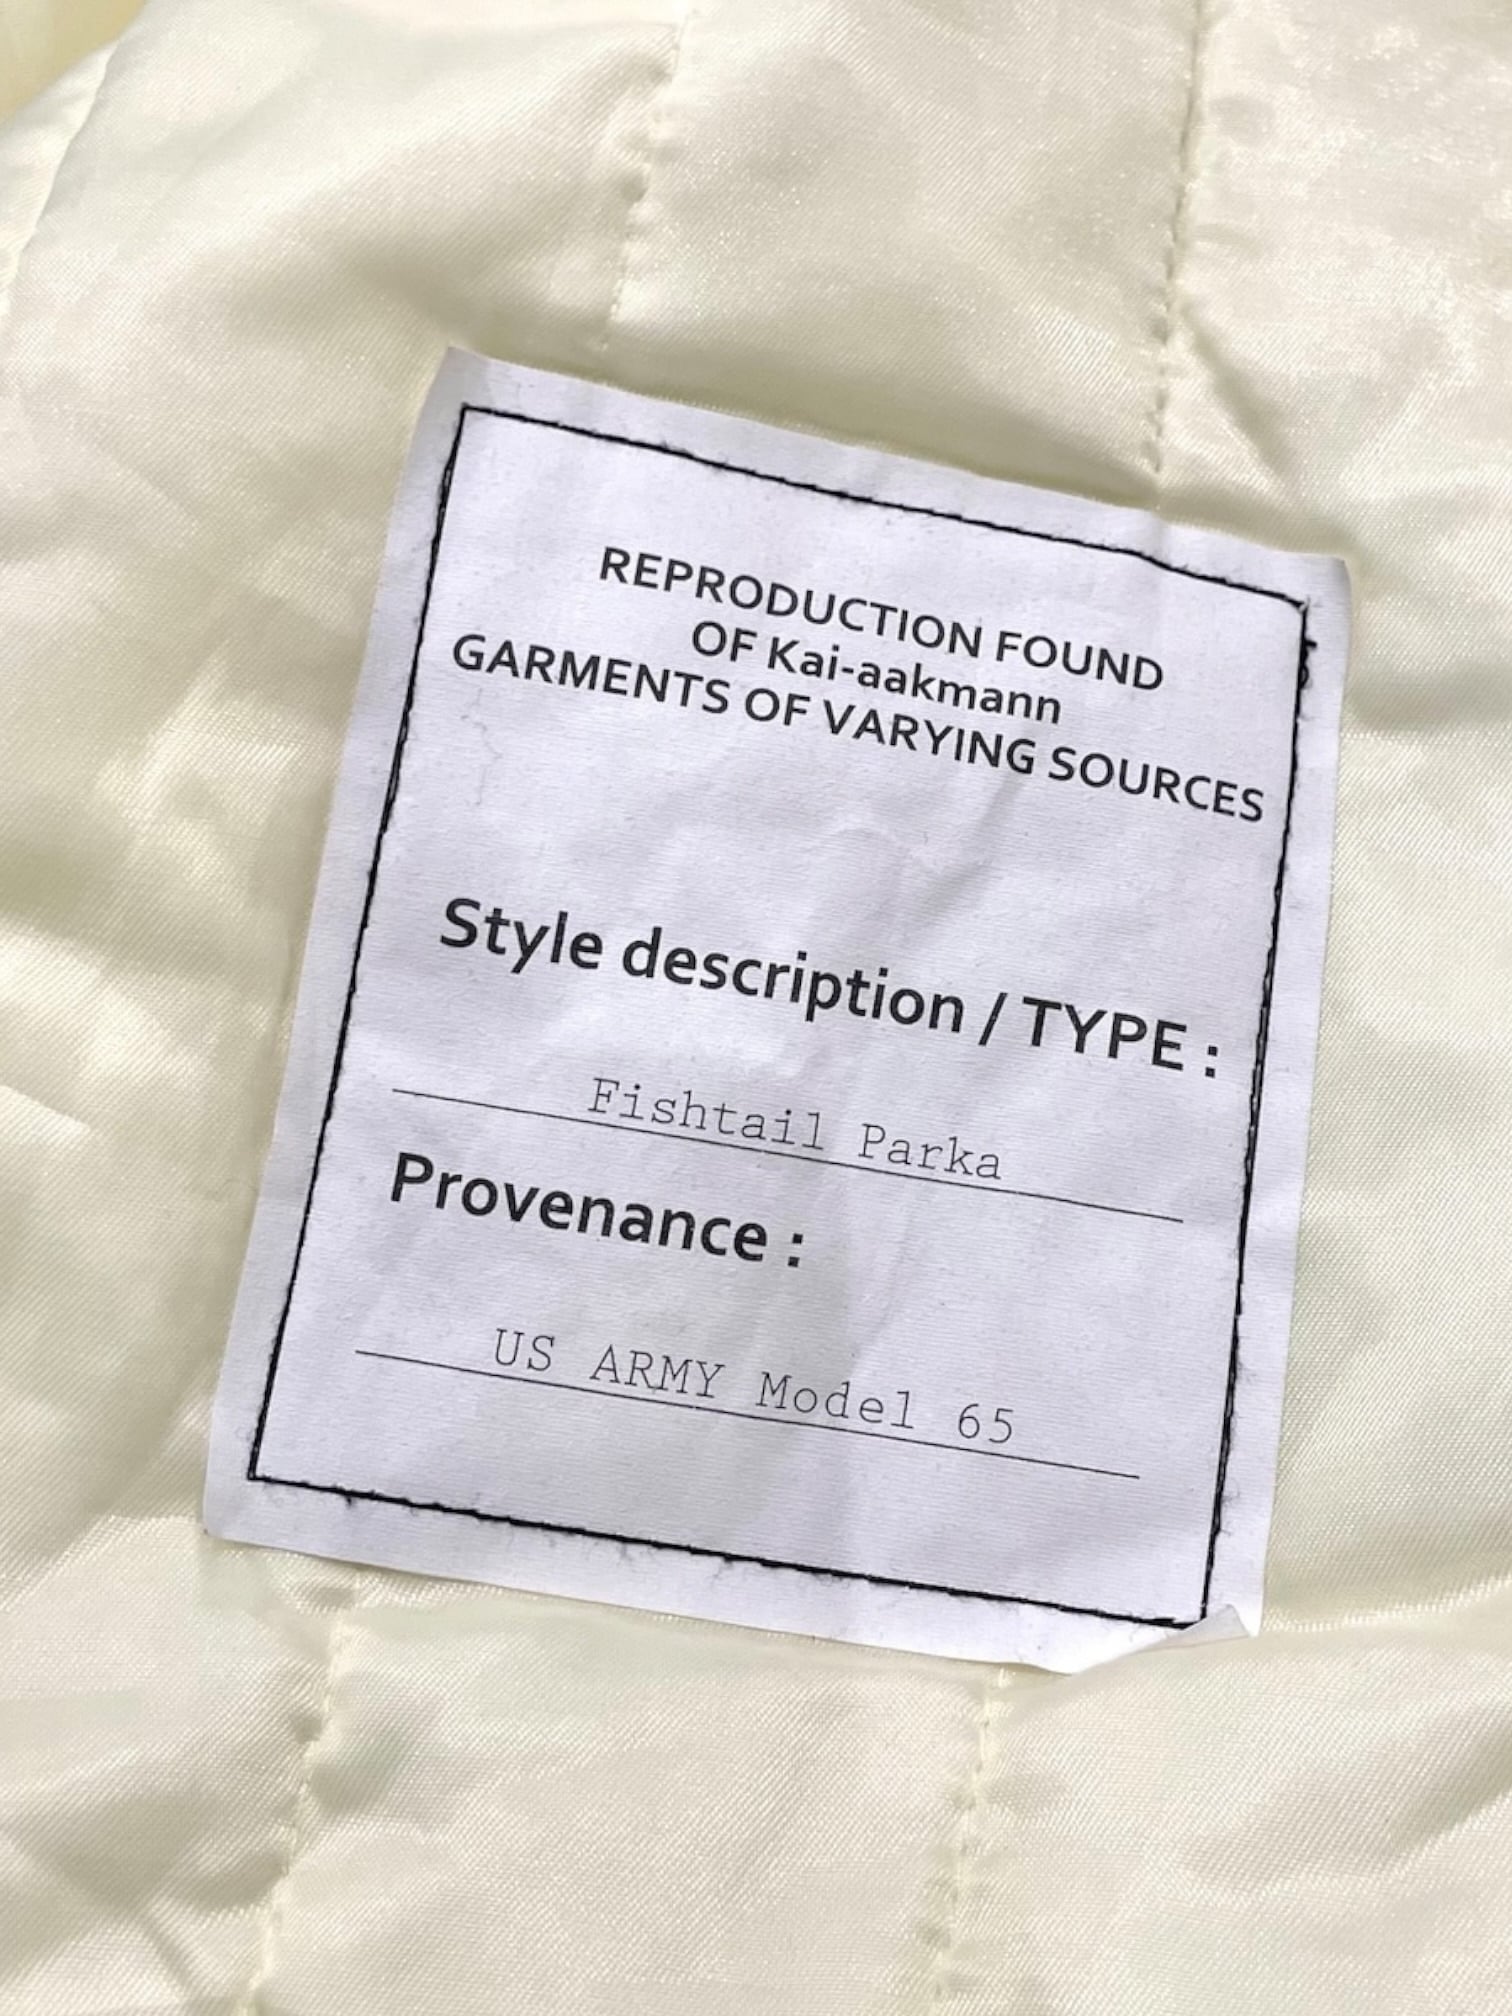 REPRODUCTION FOUND
OF Kai-aakmann
GARMENTS OF VARYING SOURCES
Style description / TYPE :
Fishtail Parka
Provenance :
US ARMY Model 65